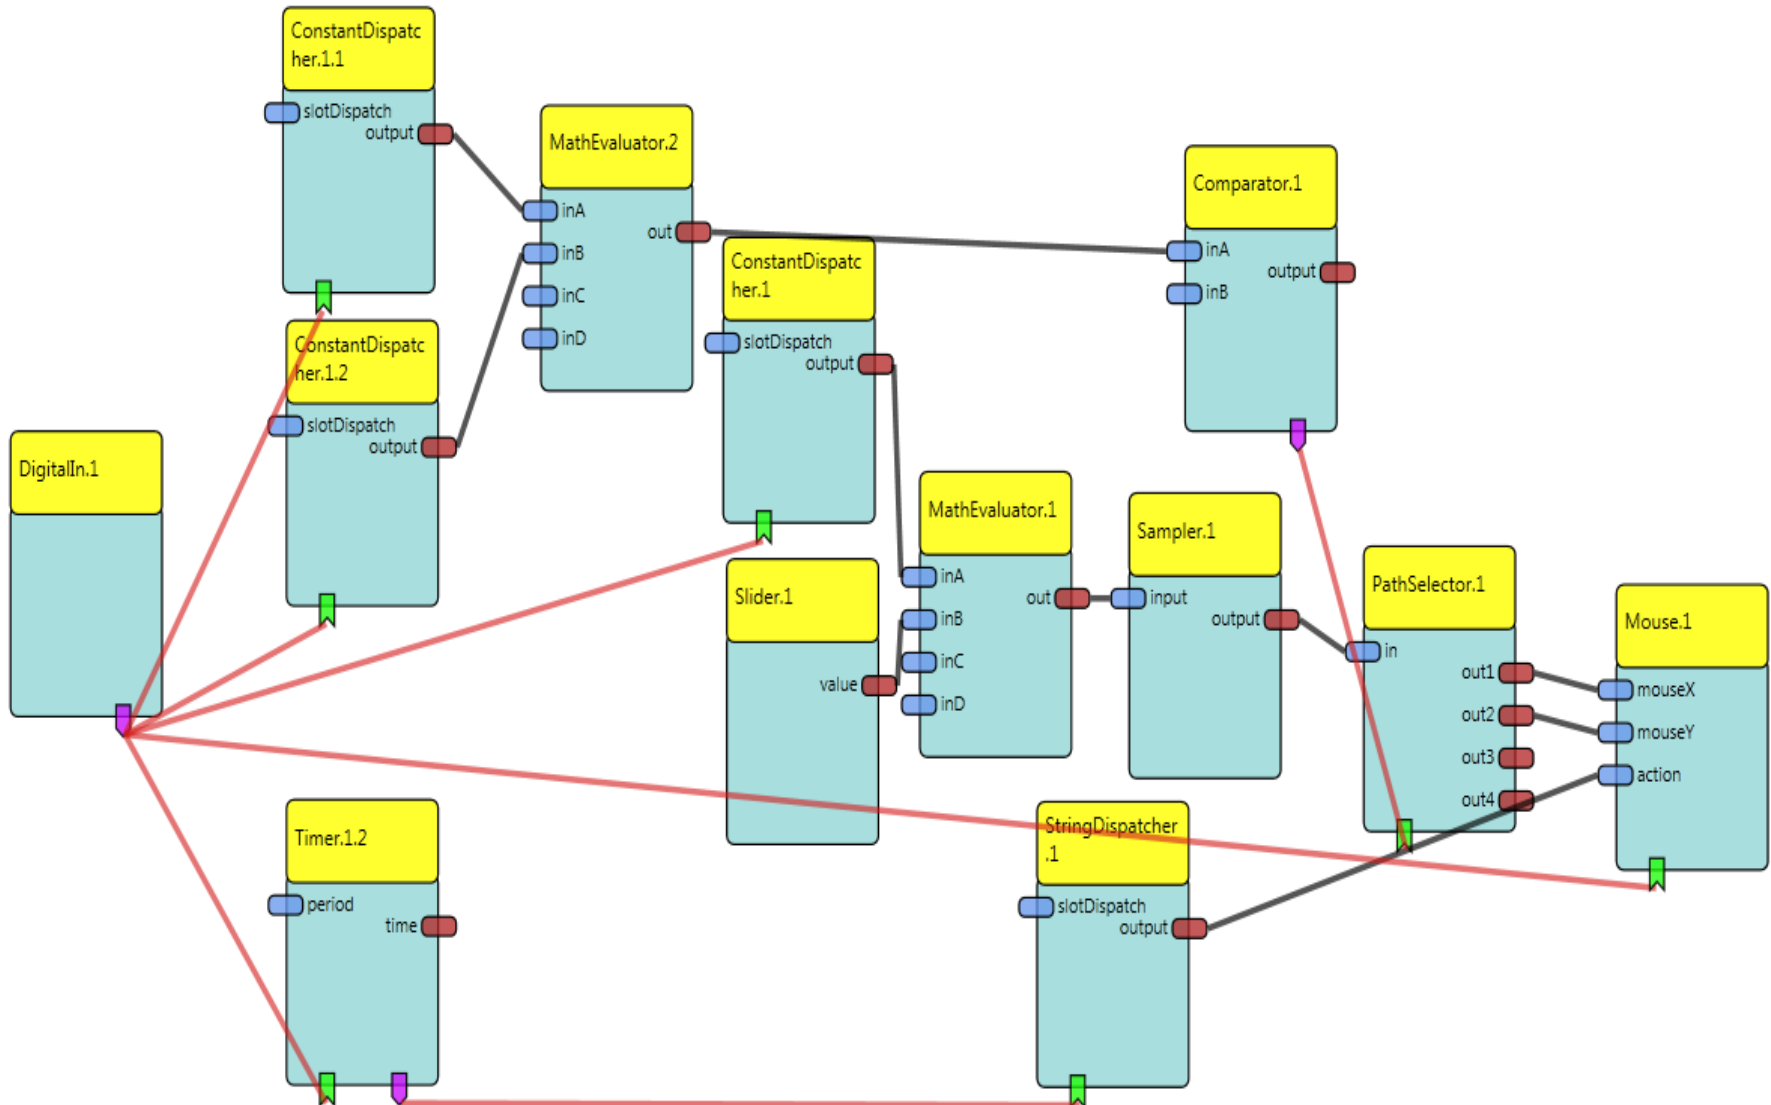 ConstantDispatc
her.1.1
slotDispatch
output
MathEvaluator.2
inA
out
inB
inC
inD
Comparator.1
inA
output
inB
ConstantDispatc
her.1
slotDispatch
output
ConstantDispatc
her.1.2
slotDispatch
output
DigitalIn.1
MathEvaluator.1
inA
out
inB
inC
inD
Sampler.1
input
output
Slider.1
value
PathSelector.1
in
out1
out2
out3
out4
Mouse.1
mouseX
mouseY
action
Timer.1.2
period
time
StringDispatcher
.1
slotDispatch
output